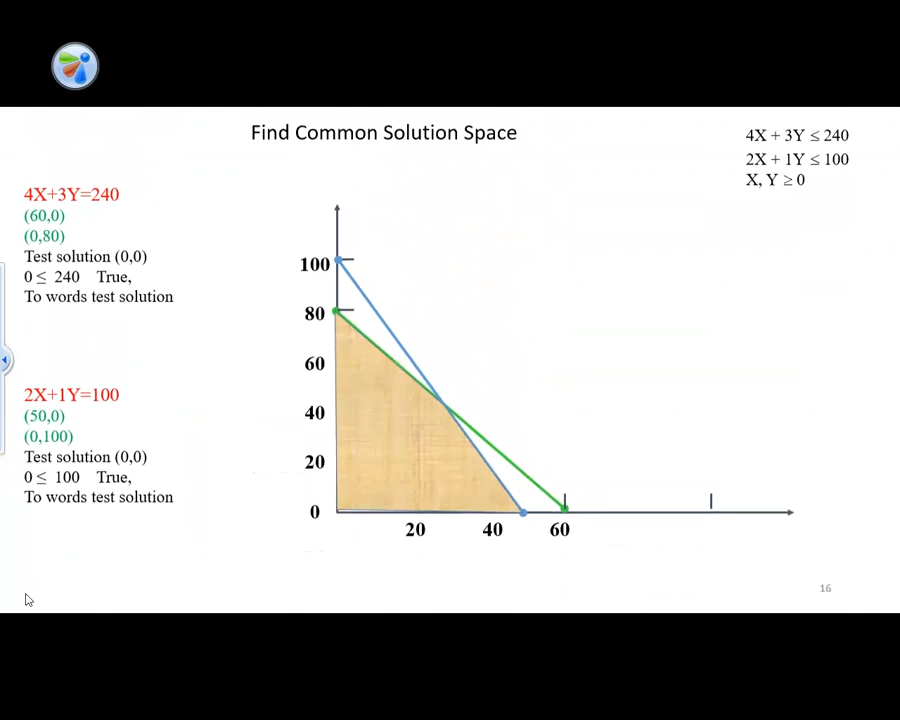 Find Common Solution Space
4X + 3Y ≤ 240
2X + 1Y ≤ 100
X, Y ≥ 0
4X+3Y=240
(60,0)
(0,80)
Test solution (0,0)
0 ≤ 240 True,
To words test solution
2X+1Y=100
(50,0)
(0,100)
Test solution (0,0)
0 ≤ 100 True,
To words test solution
100
80
60
40
20
0
20 40 60
16